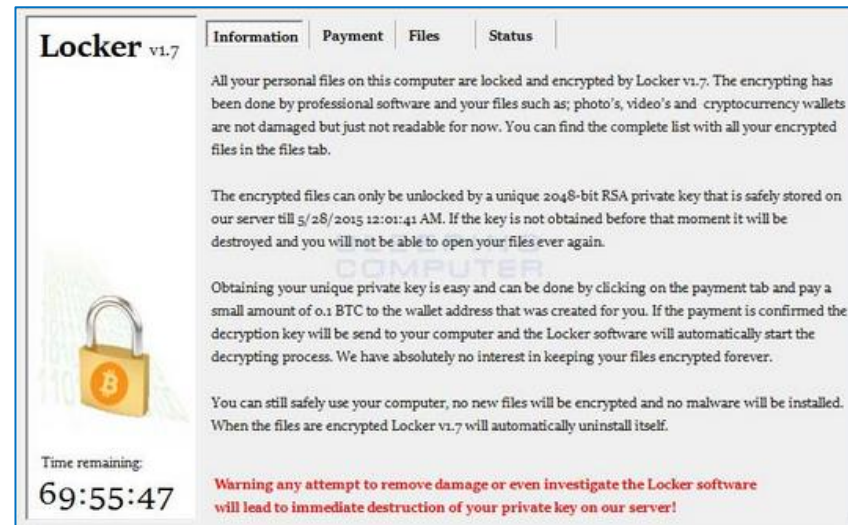 Locker v1.7
Information Payment Files Status
All your personal files on this computer are locked and encrypted by Locker v1.7. The encrypting has
been done by professional software and your files such as; photo's, video's and cryptocurrency wallets
are not damaged but just not readable for now. You can find the complete list with all your encrypted
files in the files tab.
The encrypted files can only be unlocked by a unique 2048-bit RSA private key that is safely stored on
our server till 5/28/2015 12:01:41 AM. If the key is not obtained before that moment it will be
destroyed and you will not be able to open your files ever again.
COMPUTER
Obtaining your unique private key is easy and can be done by clicking on the payment tab and pay a
small amount of 0.1 BTC to the wallet address that was created for you. If the payment is confirmed the
decryption key will be send to your computer and the Locker software will automatically start the
decrypting process. We have absolutely no interest in keeping your files encrypted forever.
You can still safely use your computer, no new files will be encrypted and no malware will be installed.
When the files are encrypted Locker v1.7 will automatically uninstall itself.
Time remaining:
69:55:47
Warning any attempt to remove damage or even investigate the Locker software
will lead to immediate destruction of your private key on our server!